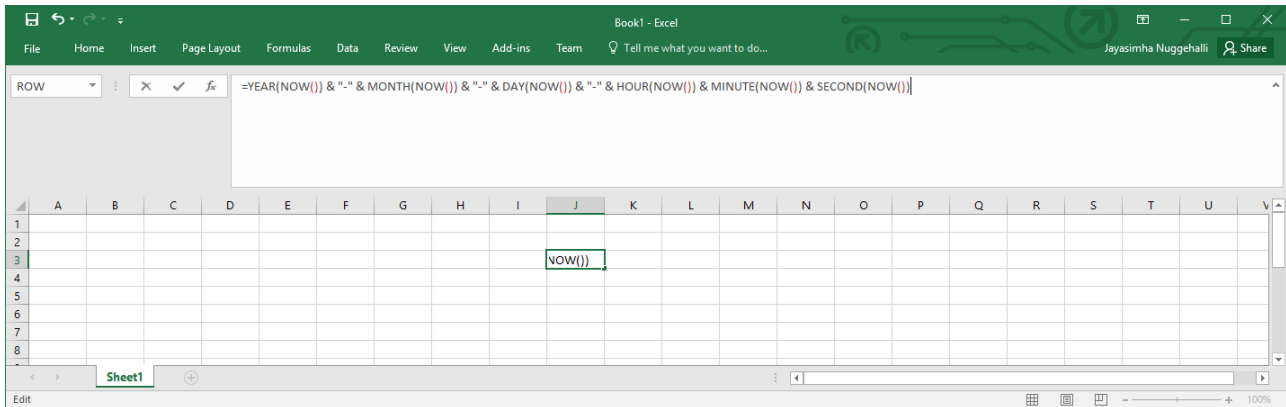 Book1 - Excel
File Home Insert Page Layout Formulas Data Review View Add-ins Team Tell me what you want to do... Jayasimha Nuggehalli Share
ROW fx =YEAR(NOW()) & "-" & MONTH(NOW()) & "-" & DAY(NOW()) & "-" & HOUR(NOW()) & MINUTE(NOW()) & SECOND(NOW())
A B C D E F G H I J K L M N O P Q R S T U V
1
2
3 NOW())
4
5
6
7
8
Sheet1
Edit 100%